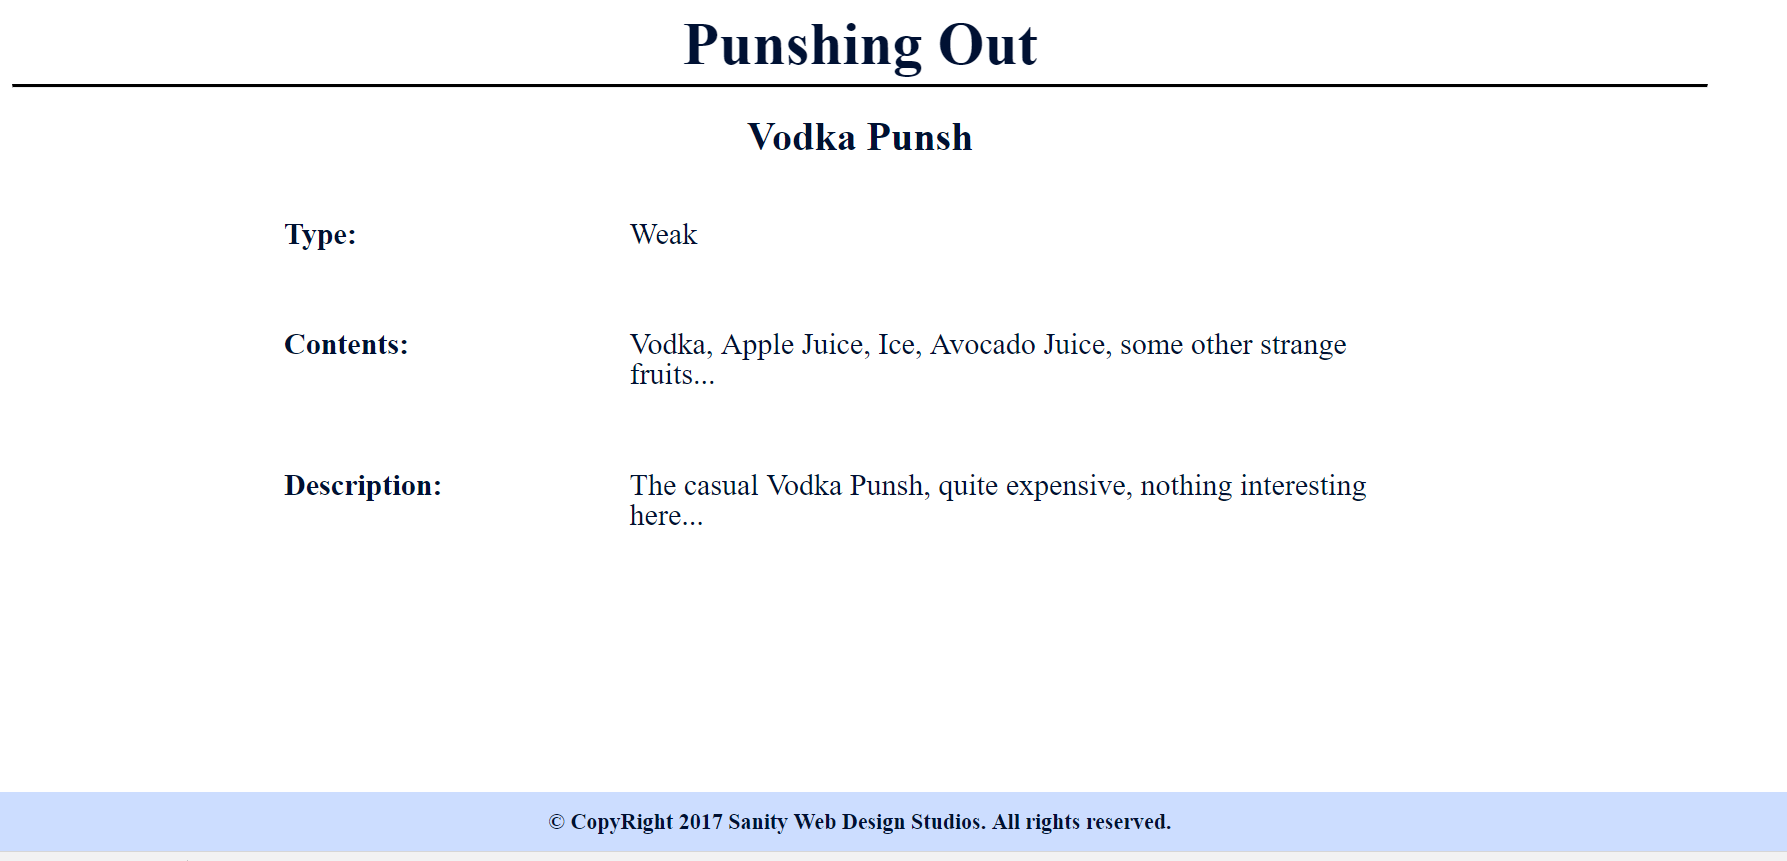 Punshing Out
Vodka Punsh
Type: Weak
Contents: Vodka, Apple Juice, Ice, Avocado Juice, some other strange
fruits...
Description: The casual Vodka Punsh, quite expensive, nothing interesting
here...
© CopyRight 2017 Sanity Web Design Studios. All rights reserved.